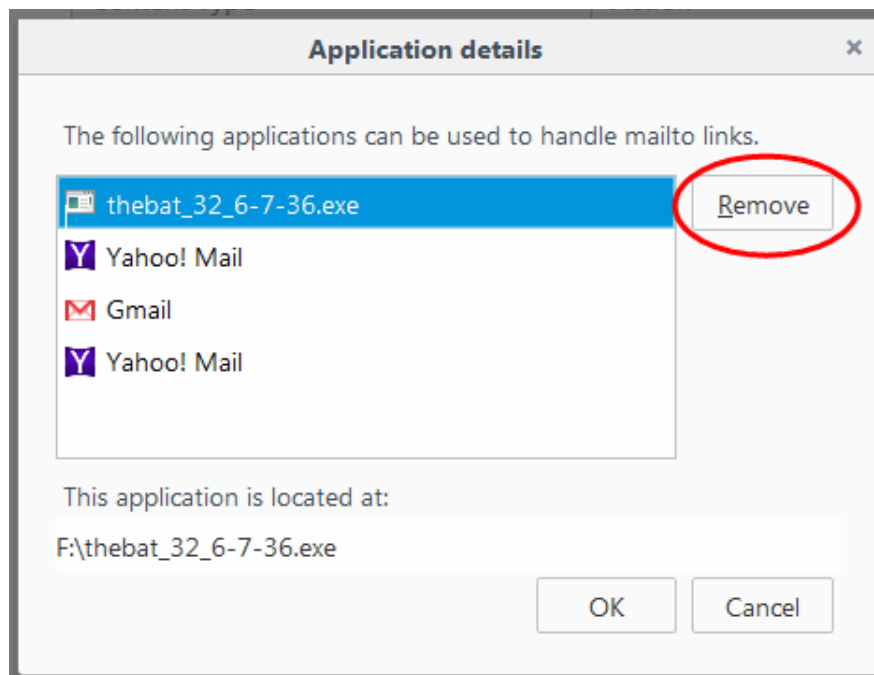 Application details
The following applications can be used to handle mailto links.
thebat_32_6-7-36.exe
Remove
Yahoo! Mail
Gmail
Yahoo! Mail
This application is located at:
F:\thebat_32_6-7-36.exe
OK
Cancel